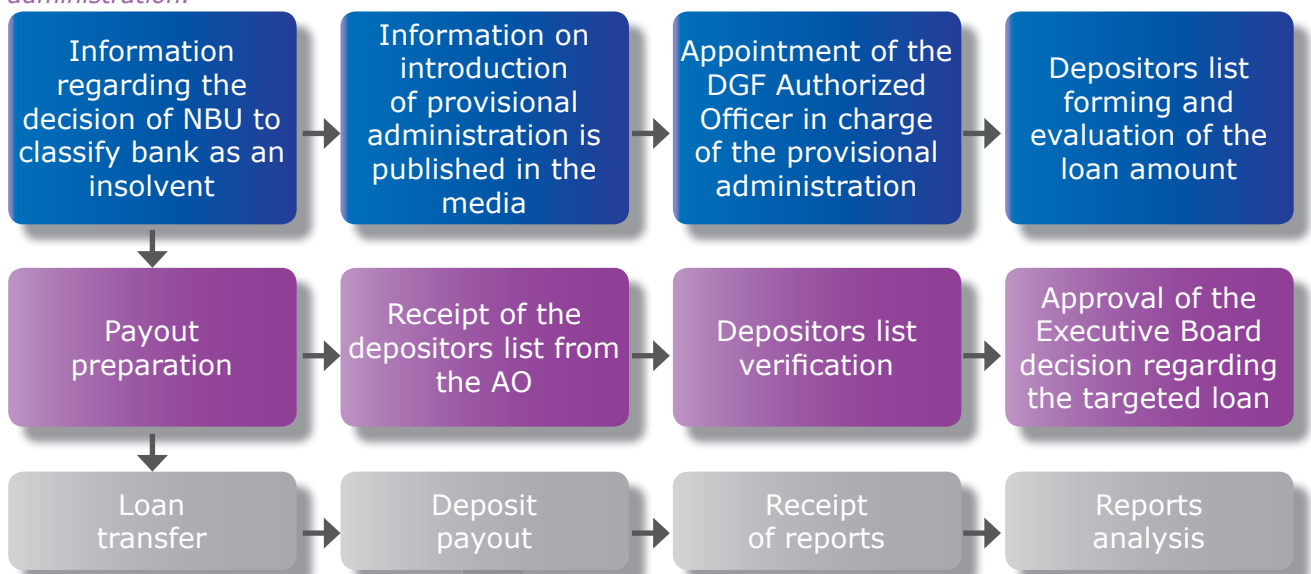 administration.
Information
regarding the
decision of NBU to
classify bank as an
insolvent
Information on
introduction
of provisional
administration is
published in the
media
Appointment of the
DGF Authorized
Officer in charge
of the provisional
administration
Depositors list
forming and
evaluation of the
loan amount
Payout
preparation
Receipt of the
depositors list from
the AO
Depositors list
verification
Approval of the
Executive Board
decision regarding
the targeted loan
Loan
transfer
Deposit
payout
Receipt
of reports
Reports
analysis